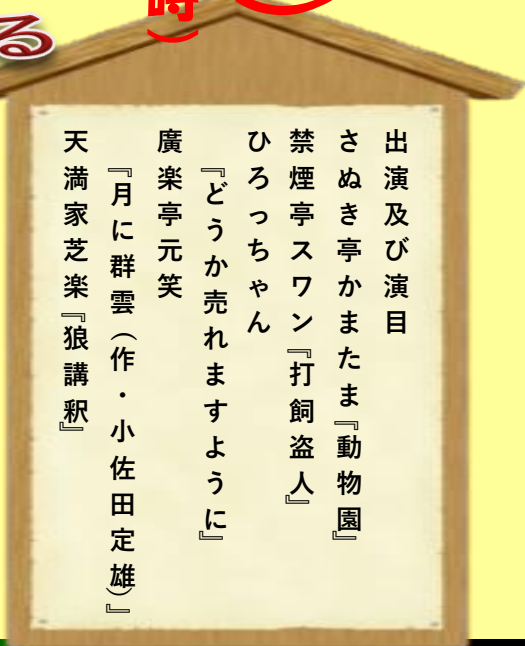 る
時)
出演及び演目
さぬき亭かまたま『動物園』
禁煙亭スワン『打飼盗人』
ひろっちゃん
『どうか売れますように』
廣楽亭元笑
『月に群雲(作・小佐田定雄)』
天満家芝楽『狼講釈』